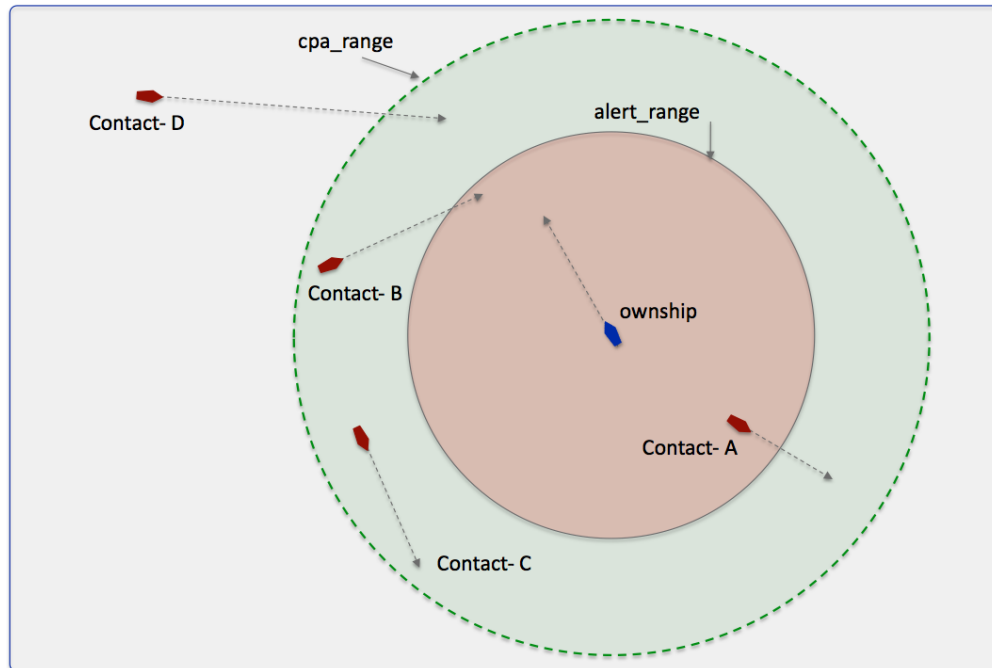 cpa_range
alert_range
Contact- D
Contact- B
ownship
Contact- A
Contact- C